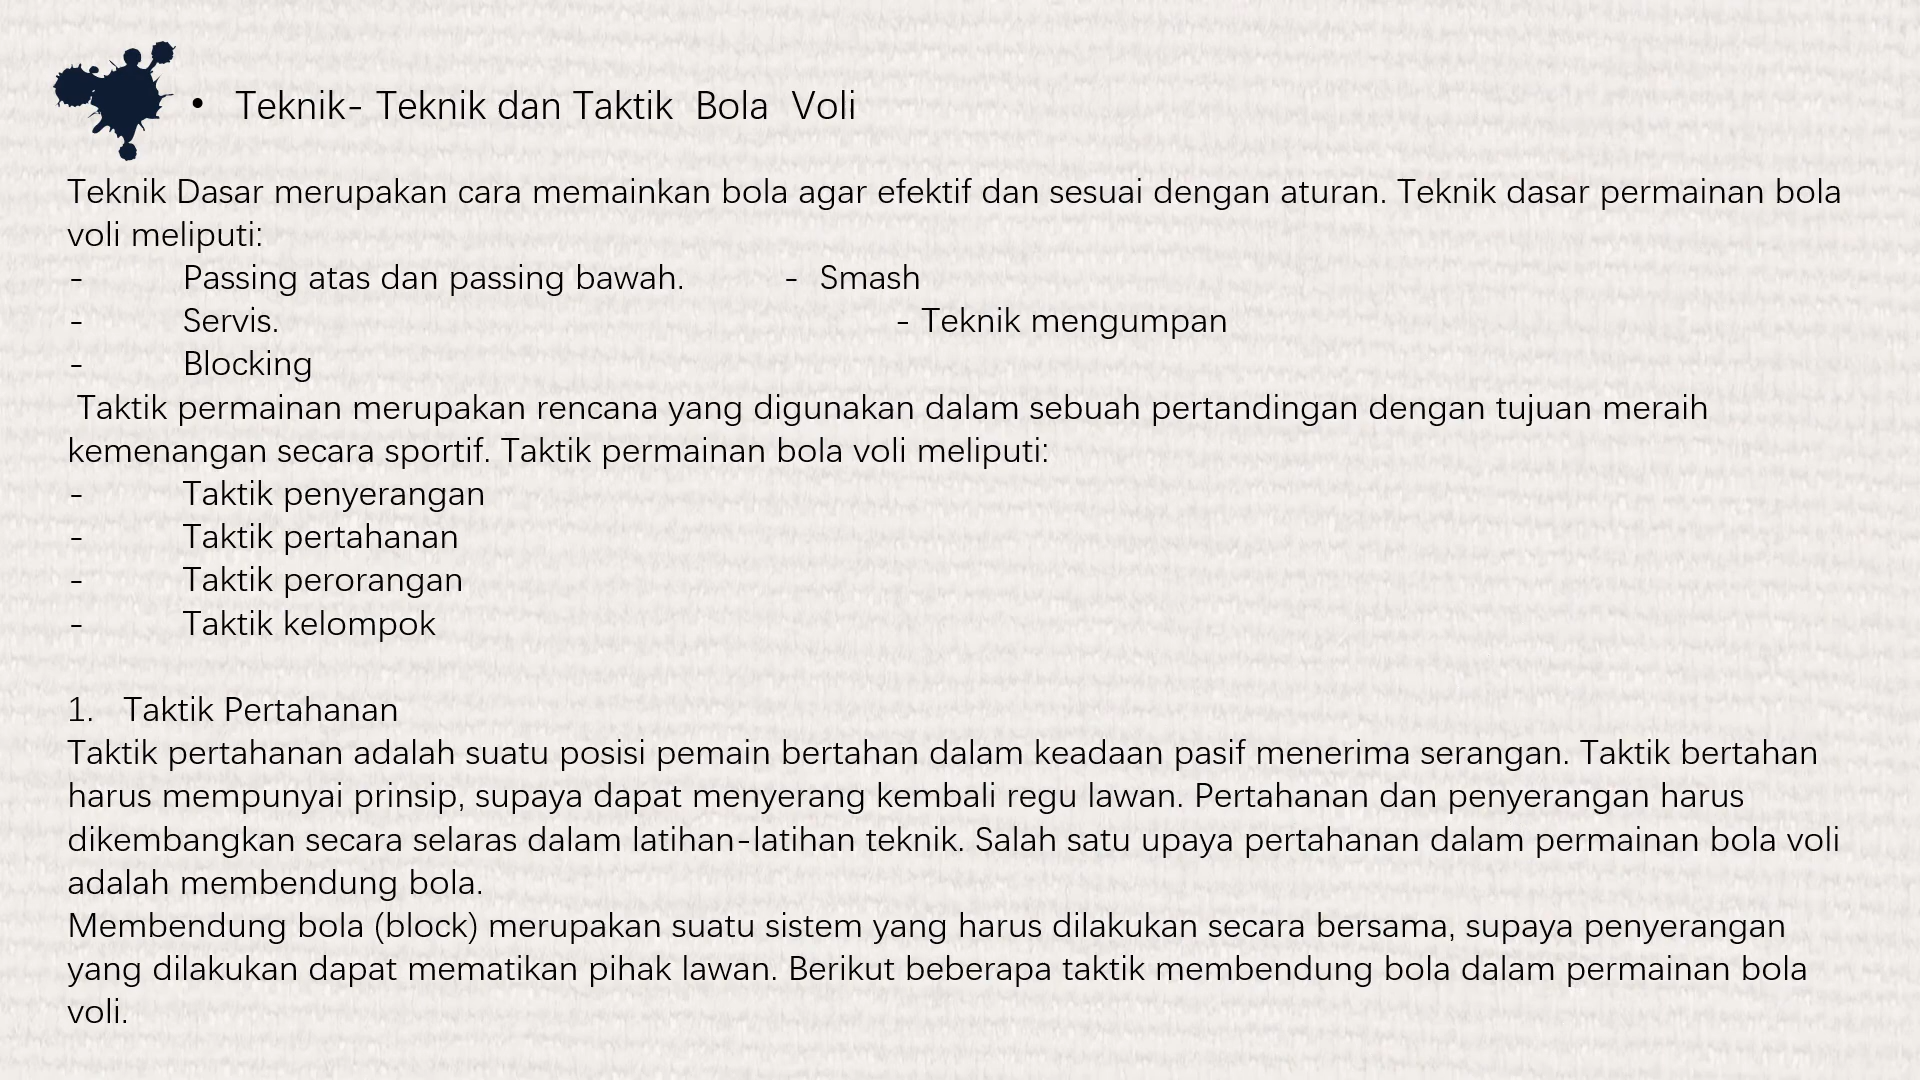 • Teknik- Teknik dan Taktik Bola Voli
Teknik Dasar merupakan cara memainkan bola agar efektif dan sesuai dengan aturan. Teknik dasar permainan bola
voli meliputi:
- Passing atas dan passing bawah. - Smash
- Servis. - Teknik mengumpan
- Blocking
Taktik permainan merupakan rencana yang digunakan dalam sebuah pertandingan dengan tujuan meraih
kemenangan secara sportif. Taktik permainan bola voli meliputi:
- Taktik penyerangan
- Taktik pertahanan
- Taktik perorangan
- Taktik kelompok
1. Taktik Pertahanan
Taktik pertahanan adalah suatu posisi pemain bertahan dalam keadaan pasif menerima serangan. Taktik bertahan
harus mempunyai prinsip, supaya dapat menyerang kembali regu lawan. Pertahanan dan penyerangan harus
dikembangkan secara selaras dalam latihan-latihan teknik. Salah satu upaya pertahanan dalam permainan bola voli
adalah membendung bola.
Membendung bola (block) merupakan suatu sistem yang harus dilakukan secara bersama, supaya penyerangan
yang dilakukan dapat mematikan pihak lawan. Berikut beberapa taktik membendung bola dalam permainan bola
voli.